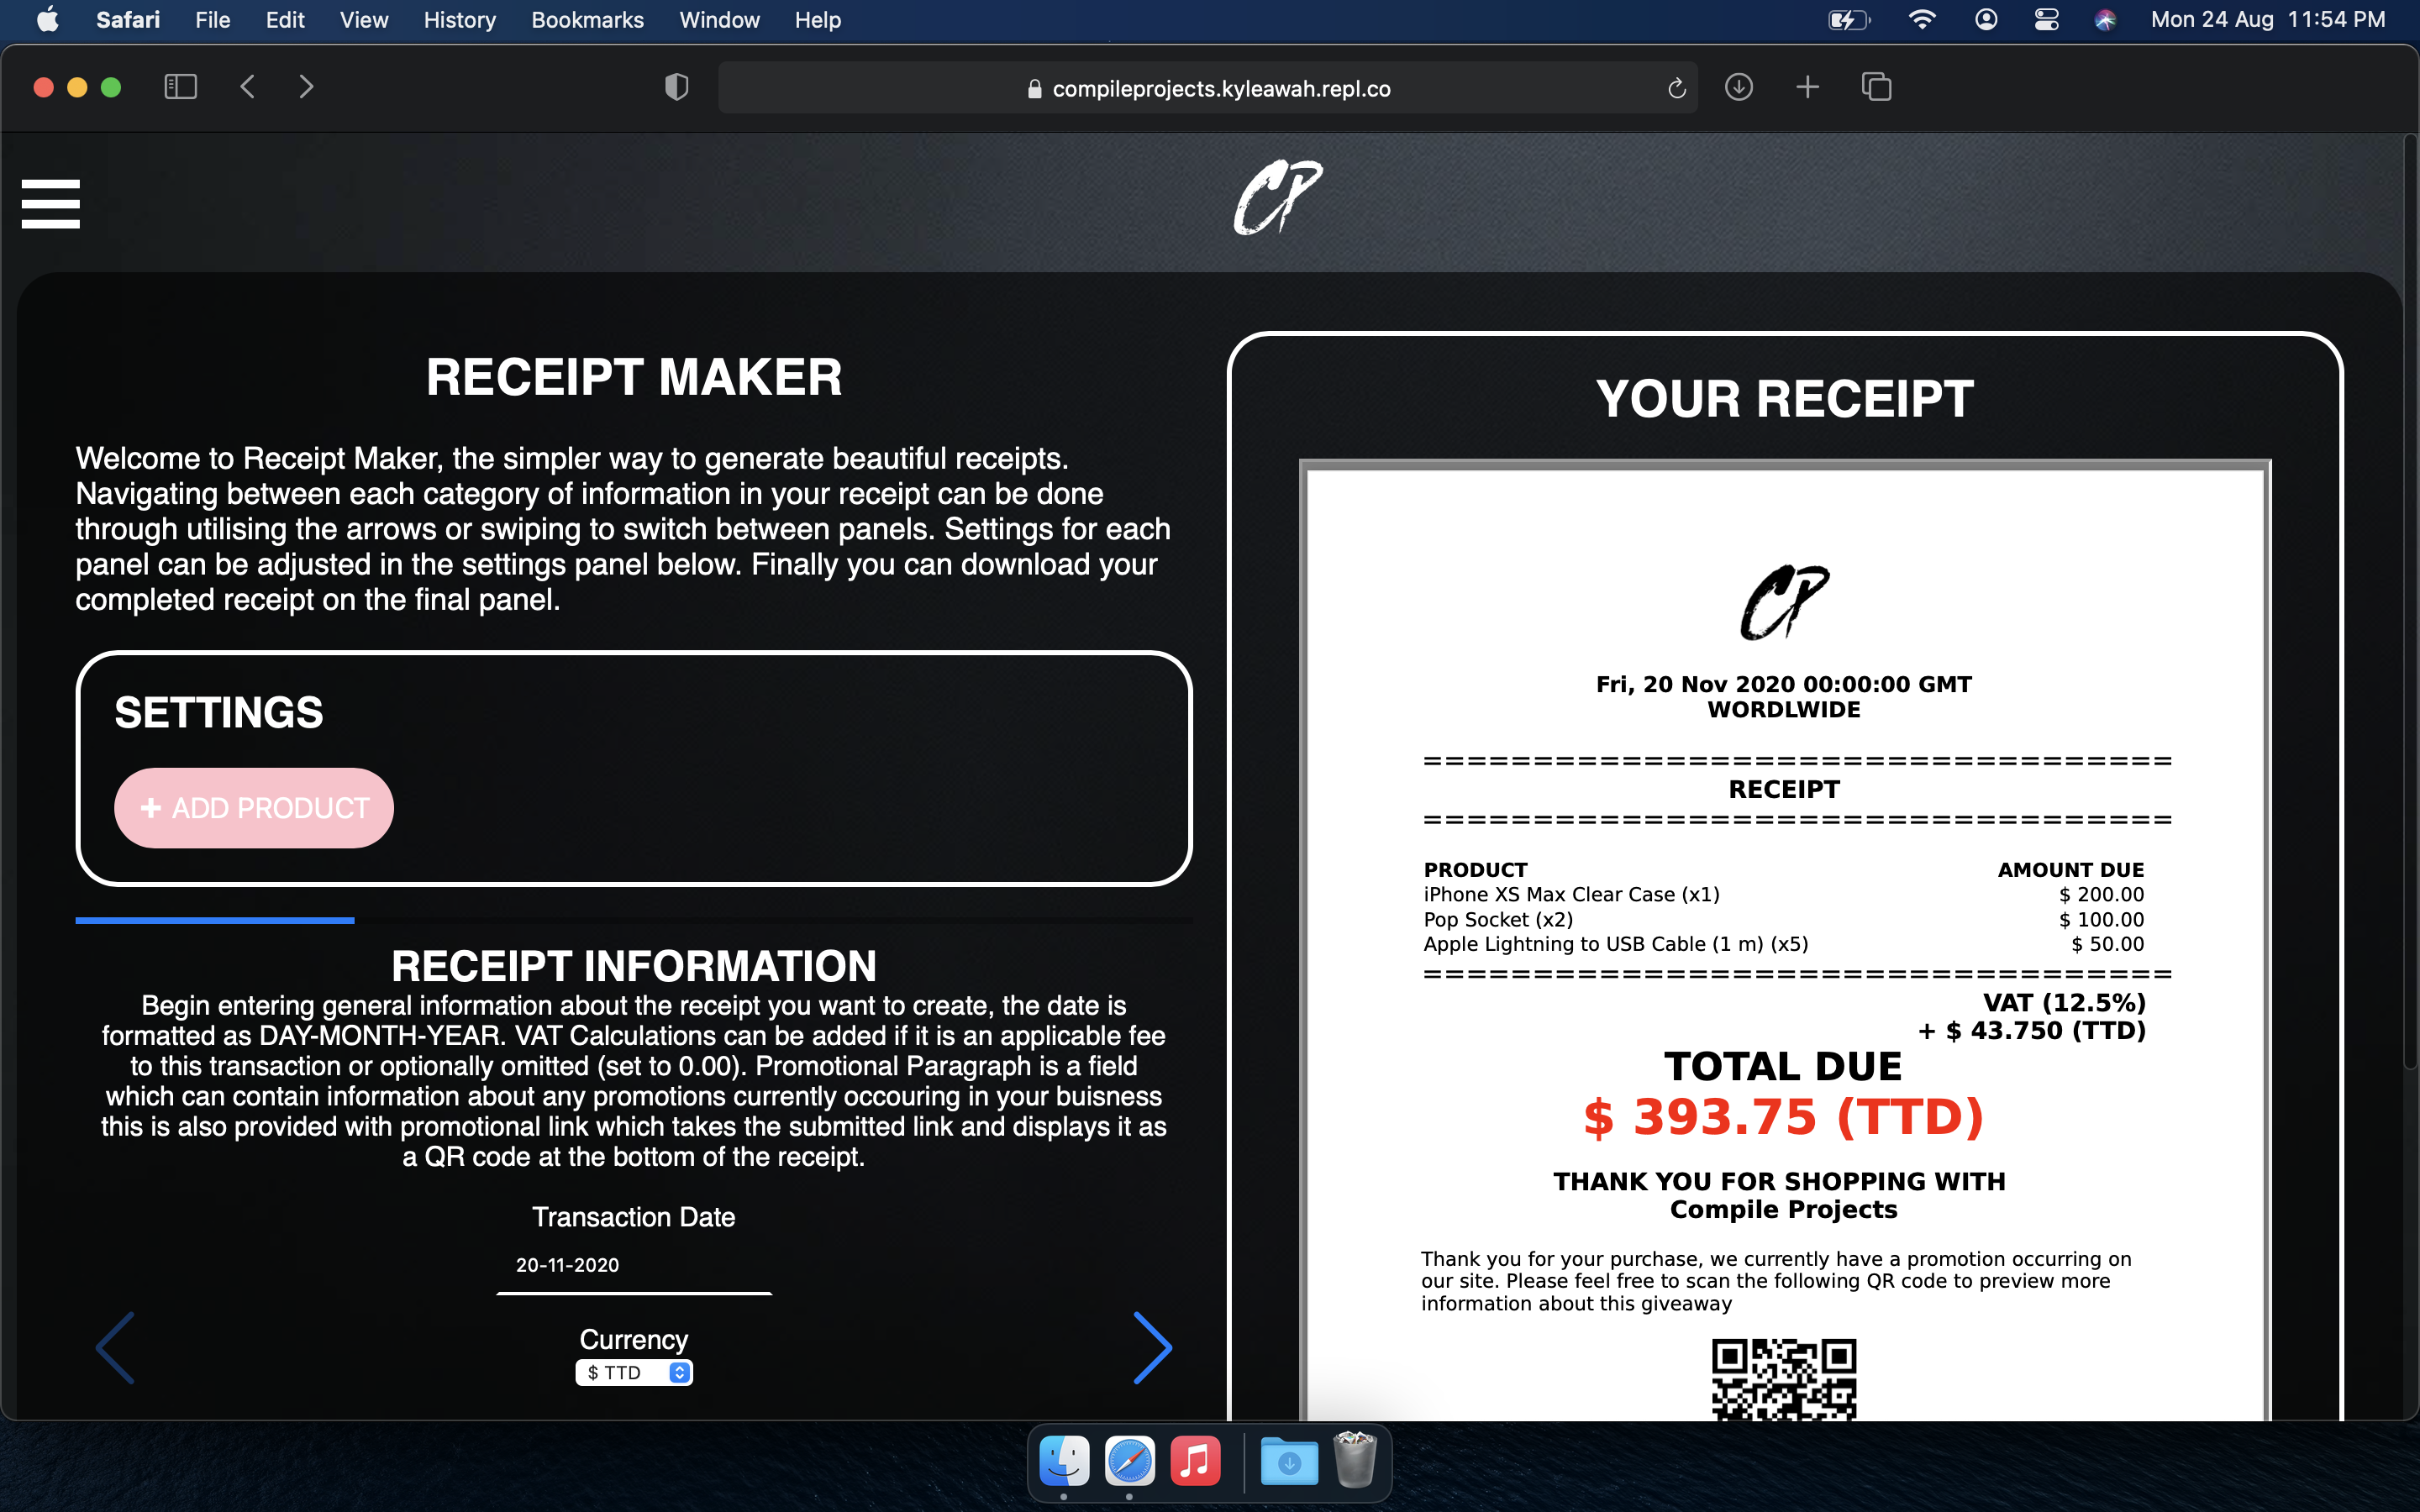 Safari File Edit View History Bookmarks Window Help Mon 24 Aug 11:54 PM
compileprojects.kyleawah.repl.co
CP
RECEIPT MAKER
Welcome to Receipt Maker, the simpler way to generate beautiful receipts.
Navigating between each category of information in your receipt can be done
through utilising the arrows or swiping to switch between panels. Settings for each
panel can be adjusted in the settings panel below. Finally you can download your
completed receipt on the final panel.
SETTINGS
+ ADD PRODUCT
RECEIPT INFORMATION
Begin entering general information about the receipt you want to create, the date is
formatted as DAY-MONTH-YEAR. VAT Calculations can be added if it is an applicable fee
to this transaction or optionally omitted (set to 0.00). Promotional Paragraph is a field
which can contain information about any promotions currently occouring in your buisness
this is also provided with promotional link which takes the submitted link and displays it as
a QR code at the bottom of the receipt.
Transaction Date
20-11-2020
Currency
$ TTD
YOUR RECEIPT
CP
Fri, 20 Nov 2020 00:00:00 GMT
WORDLWIDE
==================================
RECEIPT
==================================
PRODUCT AMOUNT DUE
iPhone XS Max Clear Case (x1) $ 200.00
Pop Socket (x2) $ 100.00
Apple Lightning to USB Cable (1 m) (x5) $ 50.00
==================================
VAT (12.5%)
+ $ 43.750 (TTD)
TOTAL DUE
$ 393.75 (TTD)
THANK YOU FOR SHOPPING WITH
Compile Projects
Thank you for your purchase, we currently have a promotion occurring on
our site. Please feel free to scan the following QR code to preview more
information about this giveaway